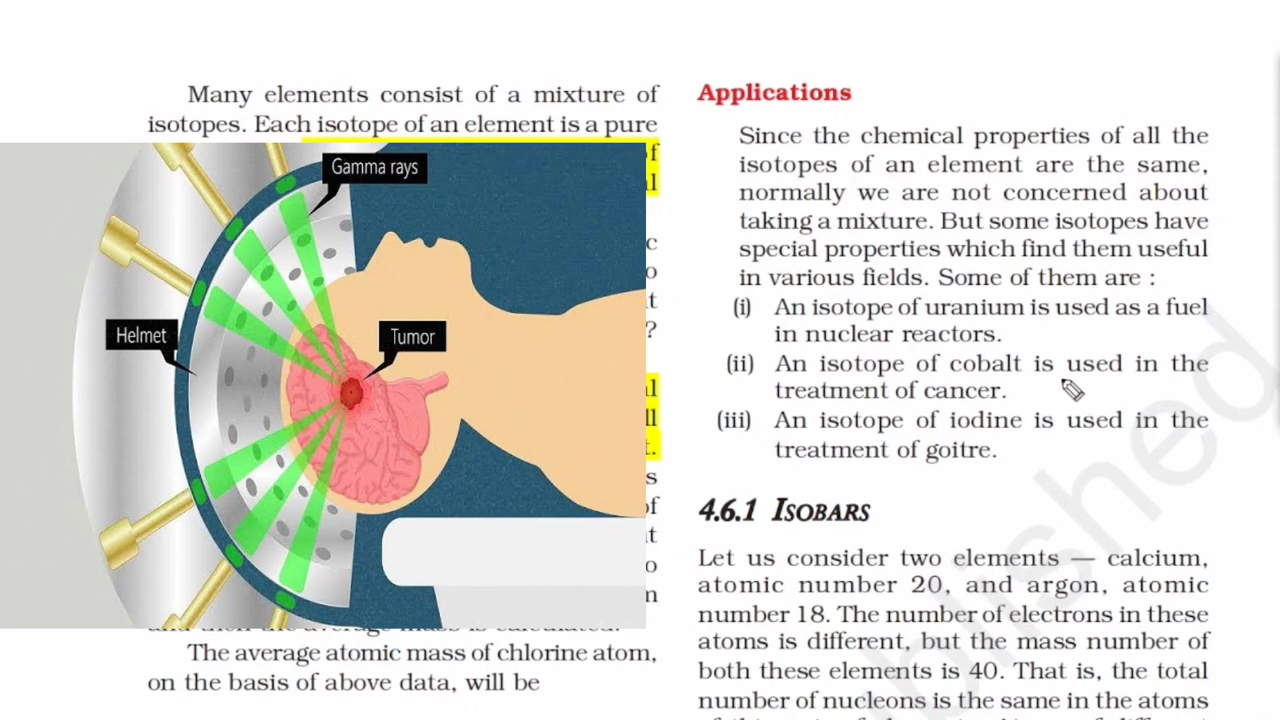 Many elements consist of a mixture of
isotopes. Each isotope of an element is a pure
Gamma rays
Helmet
Tumor
and then the average mass is calculated.
The average atomic mass of chlorine atom,
on the basis of above data, will be
Applications
Since the chemical properties of all the
isotopes of an element are the same,
normally we are not concerned about
taking a mixture. But some isotopes have
special properties which find them useful
in various fields. Some of them are :
(i) An isotope of uranium is used as a fuel
in nuclear reactors.
(ii) An isotope of cobalt is used in the
treatment of cancer.
(iii) An isotope of iodine is used in the
treatment of goitre.
4.6.1 ISOBARS
Let us consider two elements — calcium,
atomic number 20, and argon, atomic
number 18. The number of electrons in these
atoms is different, but the mass number of
both these elements is 40. That is, the total
number of nucleons is the same in the atoms